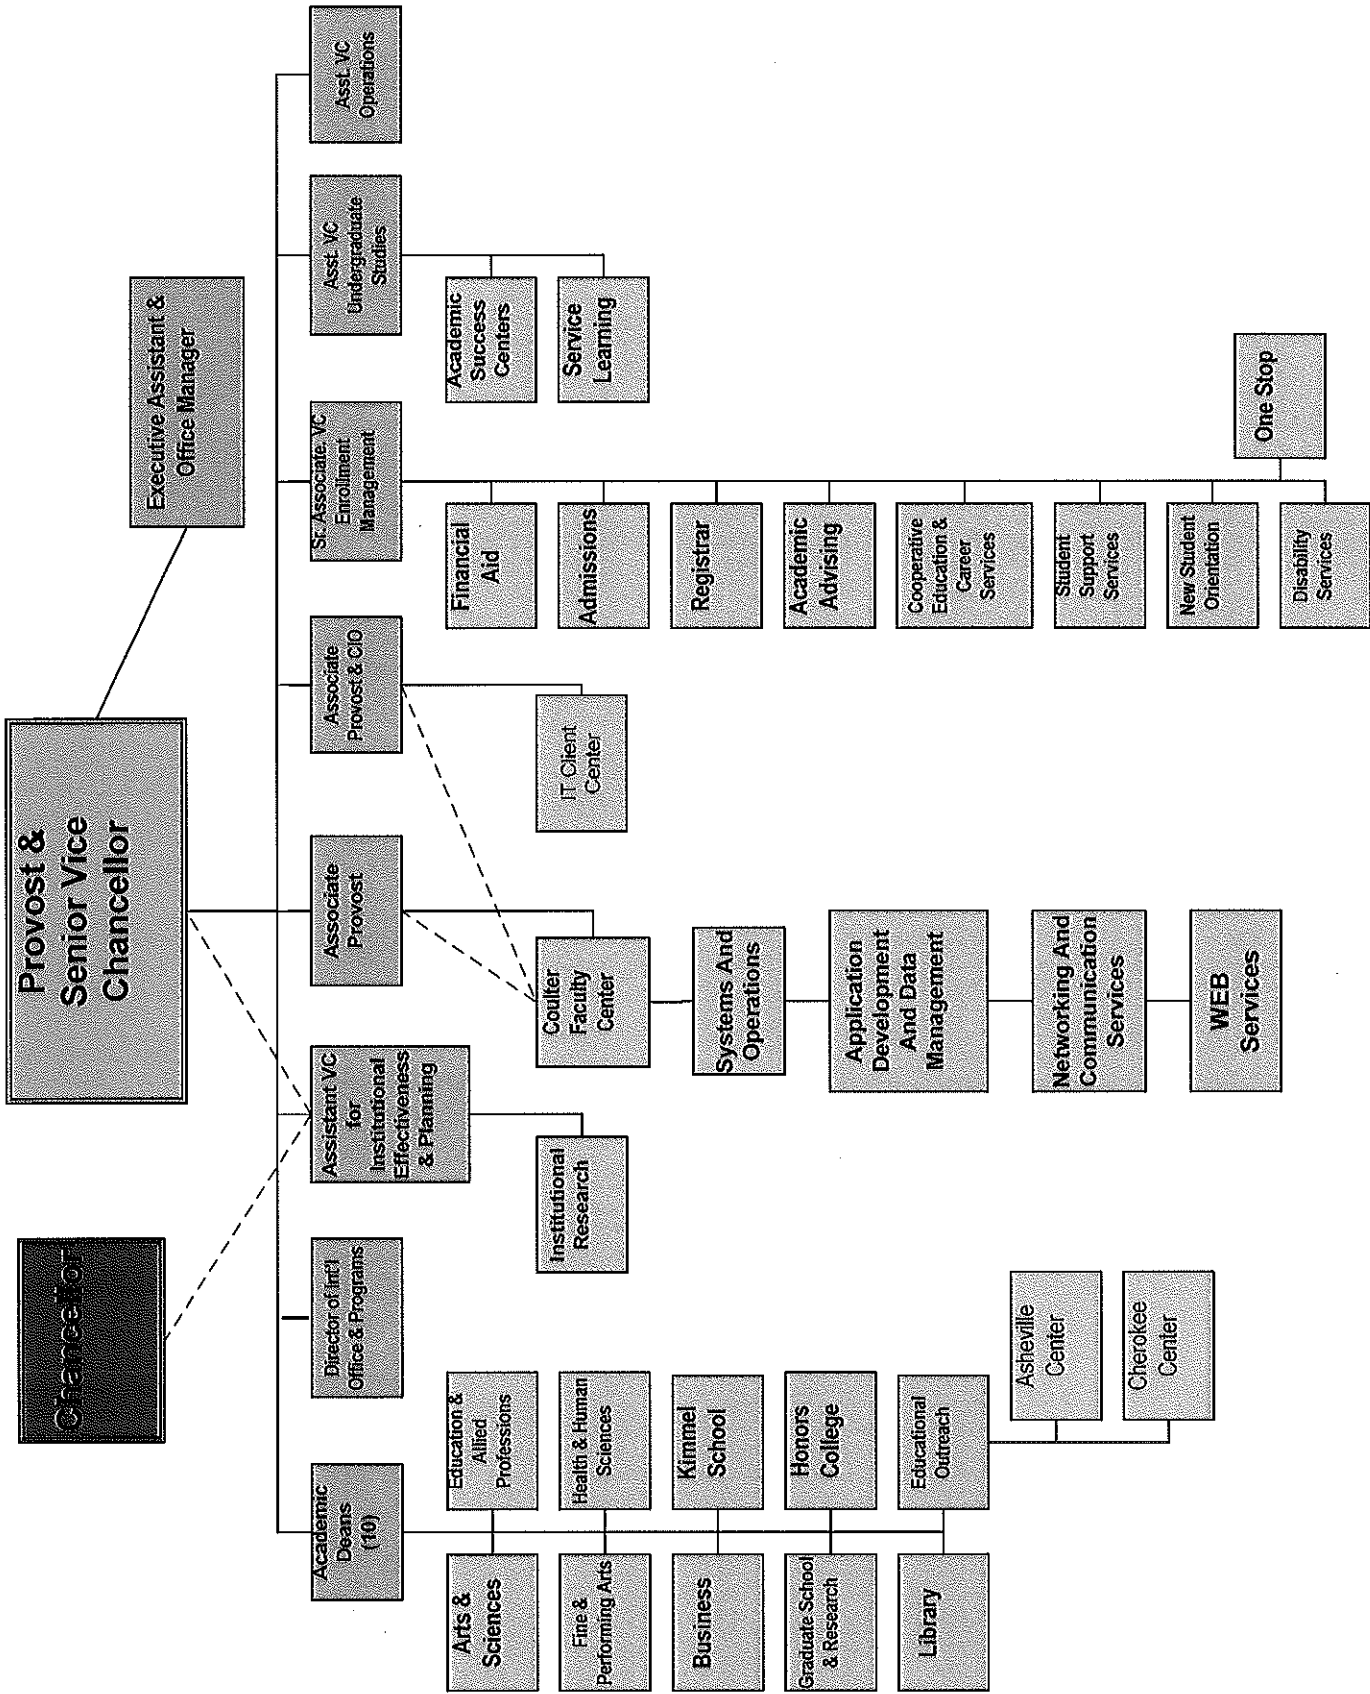 Chancellor
Provost &
Senior Vice
Chancellor
Executive Assistant &
Office Manager
Academic
Deans
(10)
Director of Int'l
Office & Programs
Assistant VC
for
Institutional
Effectiveness
& Planning
Associate
Provost
Associate
Provost & CIO
Sr. Associate. VC
Enrollment
Management
Asst. VC
Undergraduate
Studies
Asst. VC
Operations
Arts &
Sciences
Education &
Allied
Professions
Fine &
Performing Arts
Health & Human
Sciences
Business
Kimmel
School
Graduate School
& Research
Honors
College
Library
Educational
Outreach
Asheville
Center
Cherokee
Center
Institutional
Research
Coulter
Faculty
Center
Systems And
Operations
Application
Development
And Data
Management
Networking And
Communication
Services
WEB
Services
IT Client
Center
Financial
Aid
Admissions
Registrar
Academic
Advising
Cooperative
Education &
Career
Services
Student
Support
Services
New Student
Orientation
Disability
Services
One Stop
Academic
Success
Centers
Service
Learning